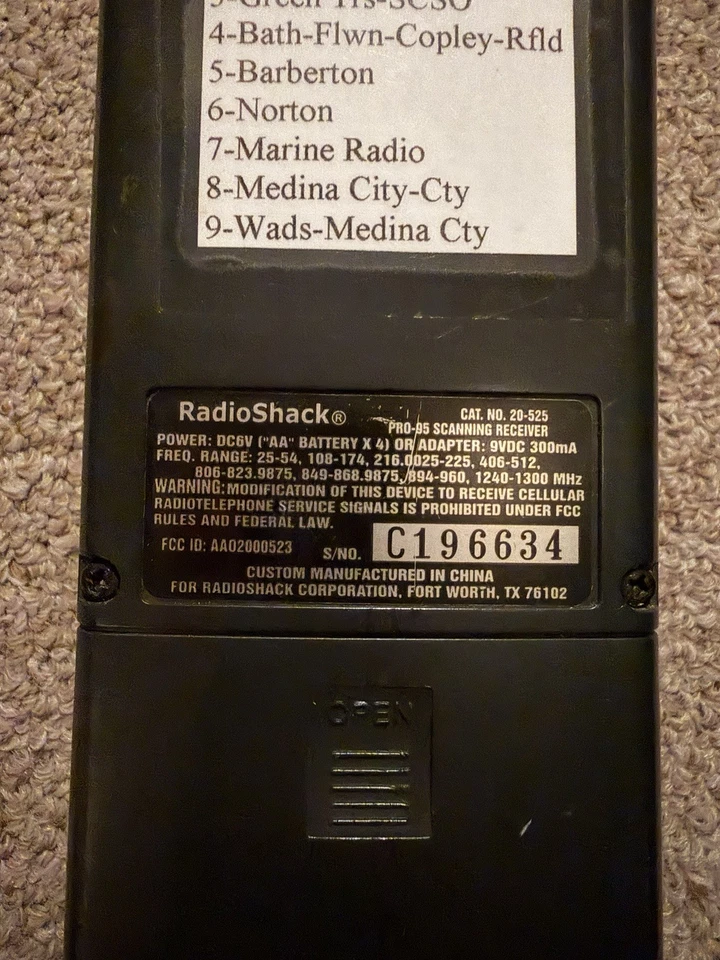 3-Green Trs-SCSO
4-Bath-Flwn-Copley-Rfld
5-Barberton
6-Norton
7-Marine Radio
8-Medina City-Cty
9-Wads-Medina Cty
RadioShack®
CAT. NO. 20-525
PRO-95 SCANNING RECEIVER
POWER: DC6V ("AA" BATTERY X 4) OR ADAPTER: 9VDC 300mA
FREQ. RANGE: 25-54, 108-174, 216.0025-225, 406-512,
806-823.9875, 849-868.9875, 894-960, 1240-1300 MHz
WARNING: MODIFICATION OF THIS DEVICE TO RECEIVE CELLULAR
RADIOTELEPHONE SERVICE SIGNALS IS PROHIBITED UNDER FCC
RULES AND FEDERAL LAW.
FCC ID: AAO2000523 S/NO. C196634
CUSTOM MANUFACTURED IN CHINA
FOR RADIOSHACK CORPORATION, FORT WORTH, TX 76102
OPEN